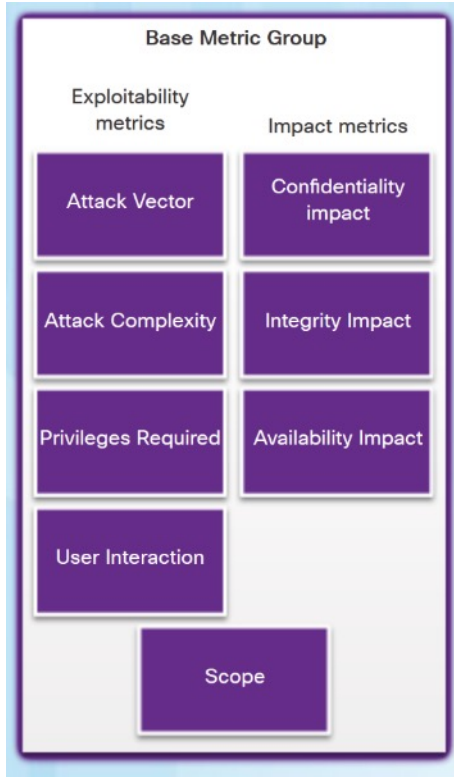 Base Metric Group
Exploitability
metrics
Impact metrics
Attack Vector
Confidentiality
impact
Attack Complexity
Integrity Impact
Privileges Required
Availability Impact
User Interaction
Scope